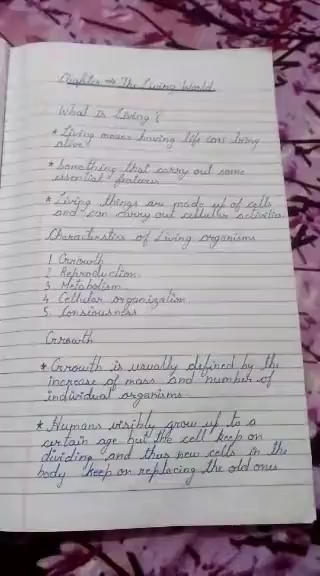 Chapter → The Living World
What Is Living?
* Living means having life core being
alive.
* Something that carry out some
essential features
* Living things are made up of cells
and can carry out cellular activities
Characteristics of Living organisms
1 Growth
2 Reproduction
3 Metabolism
4 Cellular organization
5. Consiousness
Growth
* Growth is usually defined by the
increase of mass and number of
individual organisms.
* Humans visibly grow up to a
certain age but the cell keep on
dividing and thus new cells in the
body keep on replacing the old ones